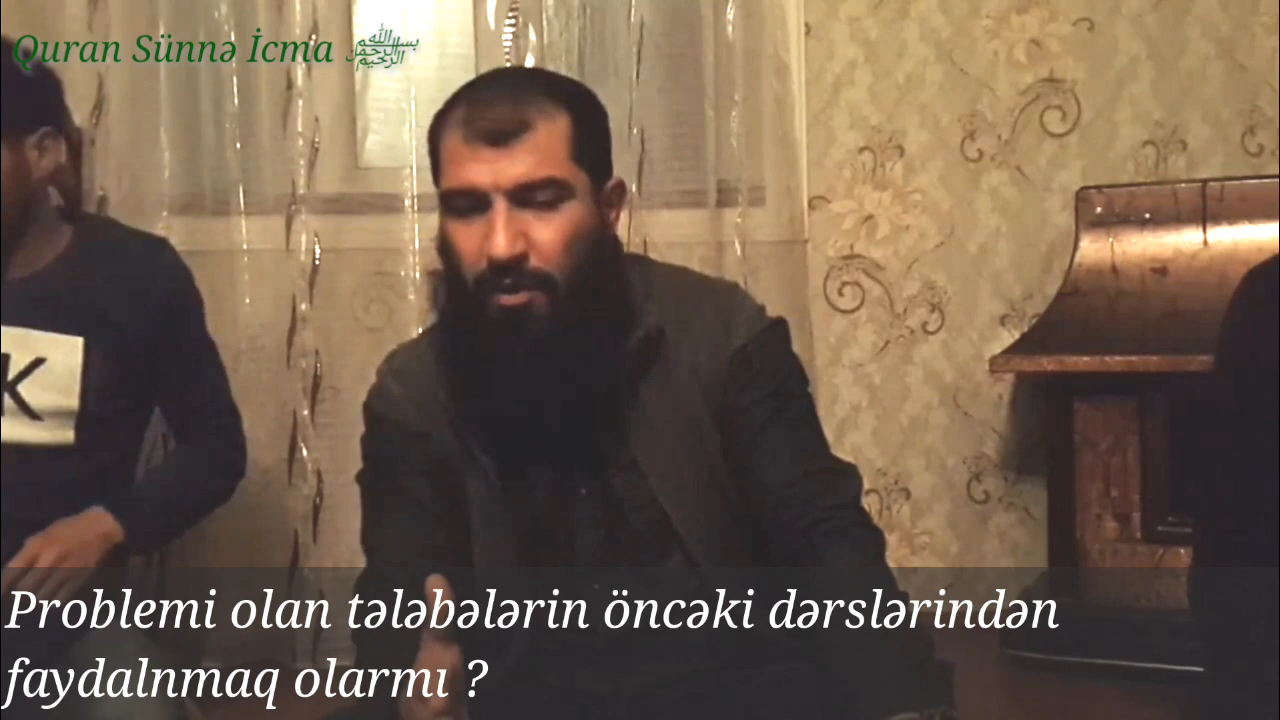 Quran Sünnə İcma ﷽
Problemi olan tələbələrin öncəki dərslərindən
faydalnmaq olarmı ?
K